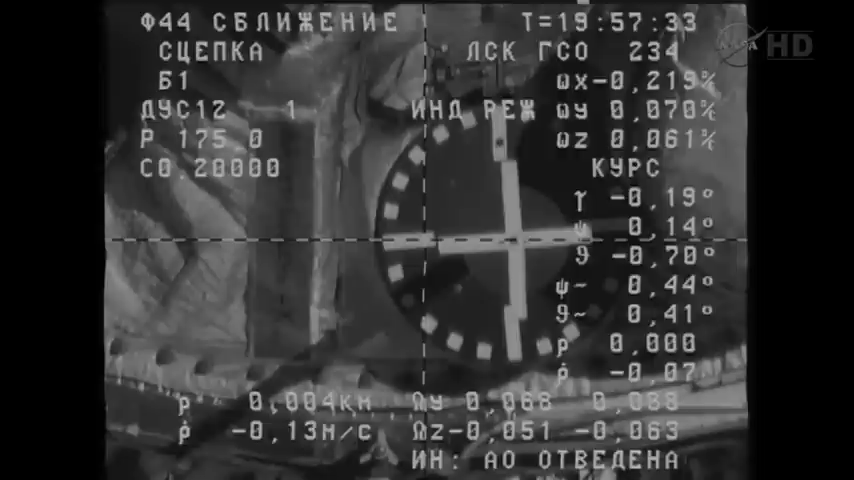 Ф44 СБЛИЖЕНИЕ T=19:57:33
СЦЕПКА ЛСК ГСО 234
NASA HD
Б1 ωx-0,219%
ДУС12 1 ИНД РЕЖ ωy 0,070%
P 175.0 ωz 0,061%
C0.20000 КУРС
γ -0,19°
ψ 0,14°
ϑ -0,70°
ψ~ 0,44°
ϑ~ 0,41°
ρ 0,000
ρ̇ -0,07
ρ 0,004КМ Ωy 0,068 0,088
ρ̇ -0,13М/С Ωz-0,051 -0,063
ИН: АО ОТВЕДЕНА